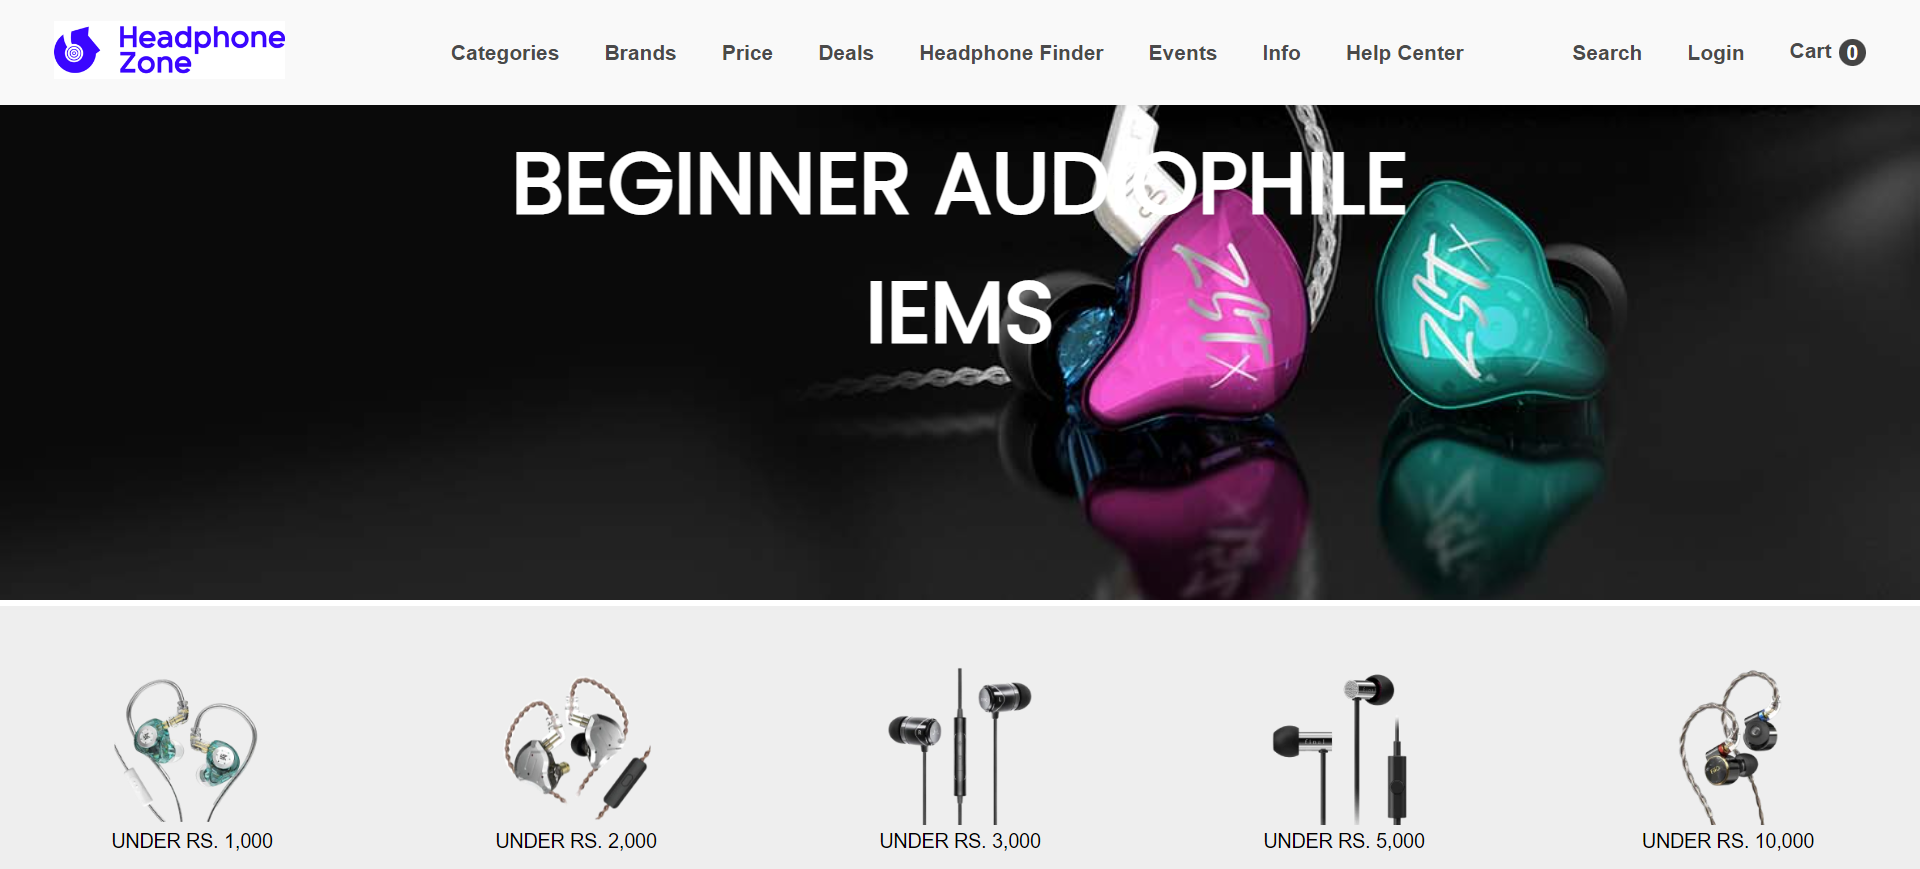 Headphone
Zone
Categories Brands Price Deals Headphone Finder Events Info Help Center Search Login Cart 0
BEGINNER AUDIOPHILE
IEMS
ZSTX
ZSTX
UNDER RS. 1,000 UNDER RS. 2,000 UNDER RS. 3,000 UNDER RS. 5,000 UNDER RS. 10,000